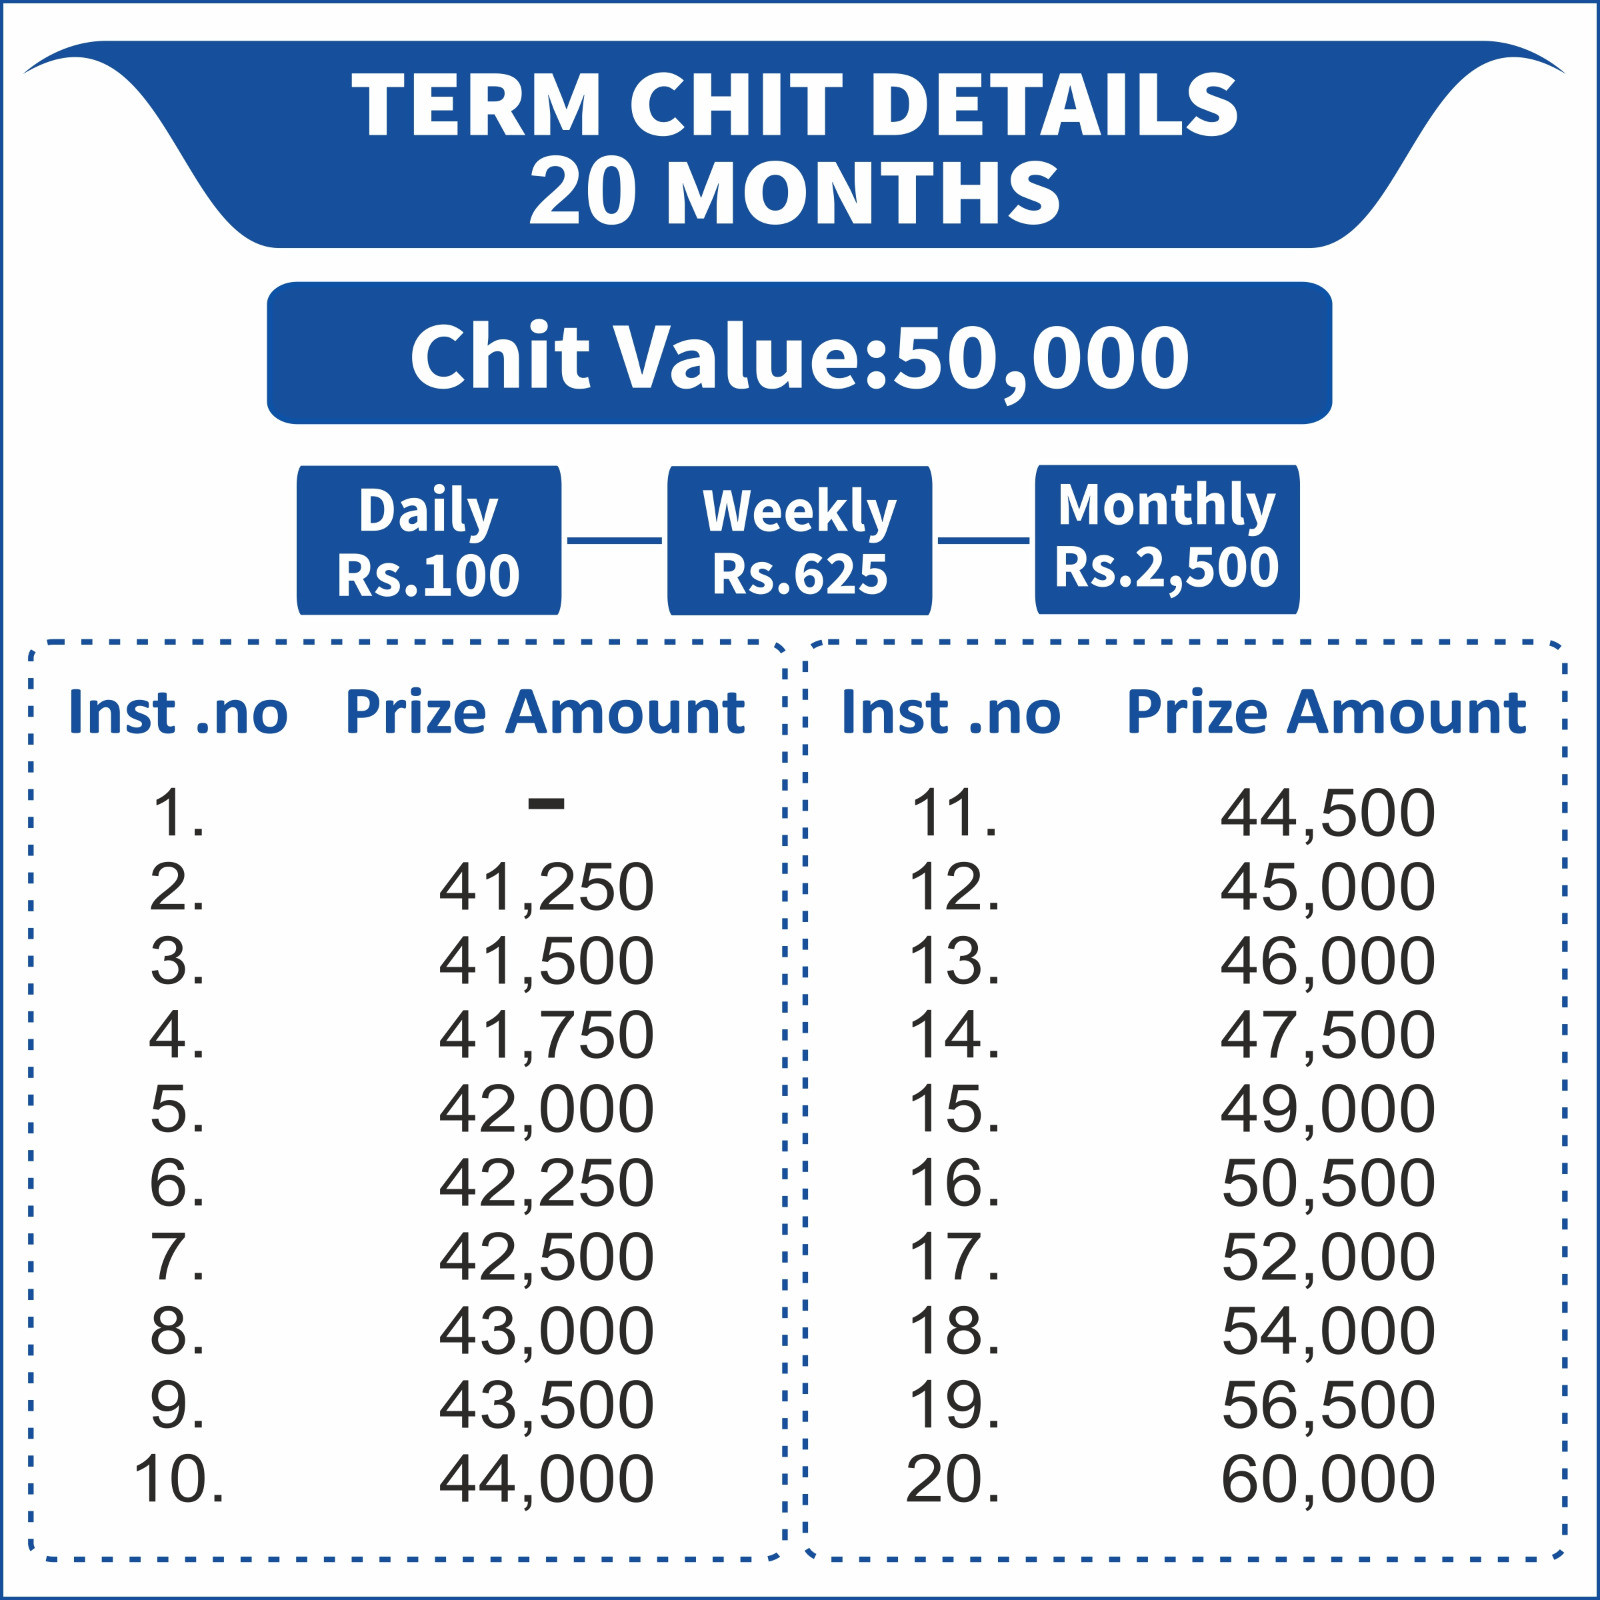 TERM CHIT DETAILS
20 MONTHS
Chit Value:50,000
Daily
Rs.100
Weekly
Rs.625
Monthly
Rs.2,500
Inst .no Prize Amount
1. -
2. 41,250
3. 41,500
4. 41,750
5. 42,000
6. 42,250
7. 42,500
8. 43,000
9. 43,500
10. 44,000
Inst .no Prize Amount
11. 44,500
12. 45,000
13. 46,000
14. 47,500
15. 49,000
16. 50,500
17. 52,000
18. 54,000
19. 56,500
20. 60,000